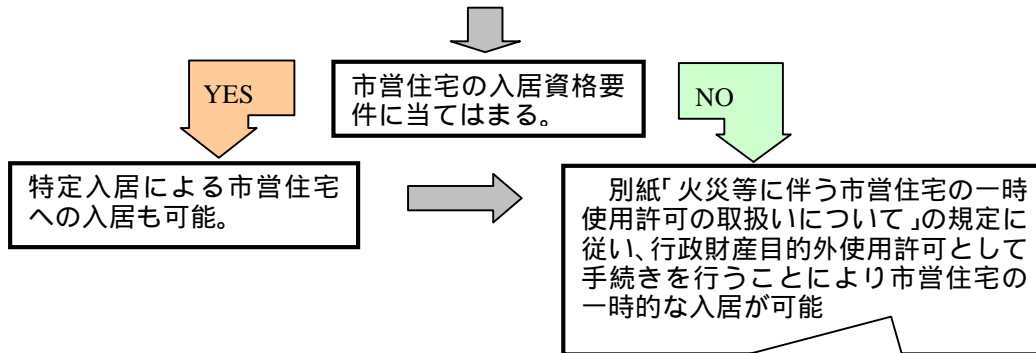 YES
市営住宅の入居資格要
件に当てはまる。
NO
特定入居による市営住宅
への入居も可能。
別紙「火災等に伴う市営住宅の一時
使用許可の取扱いについて」の規定に
従い、行政財産目的外使用許可として
手続きを行うことにより市営住宅の
一時的な入居が可能